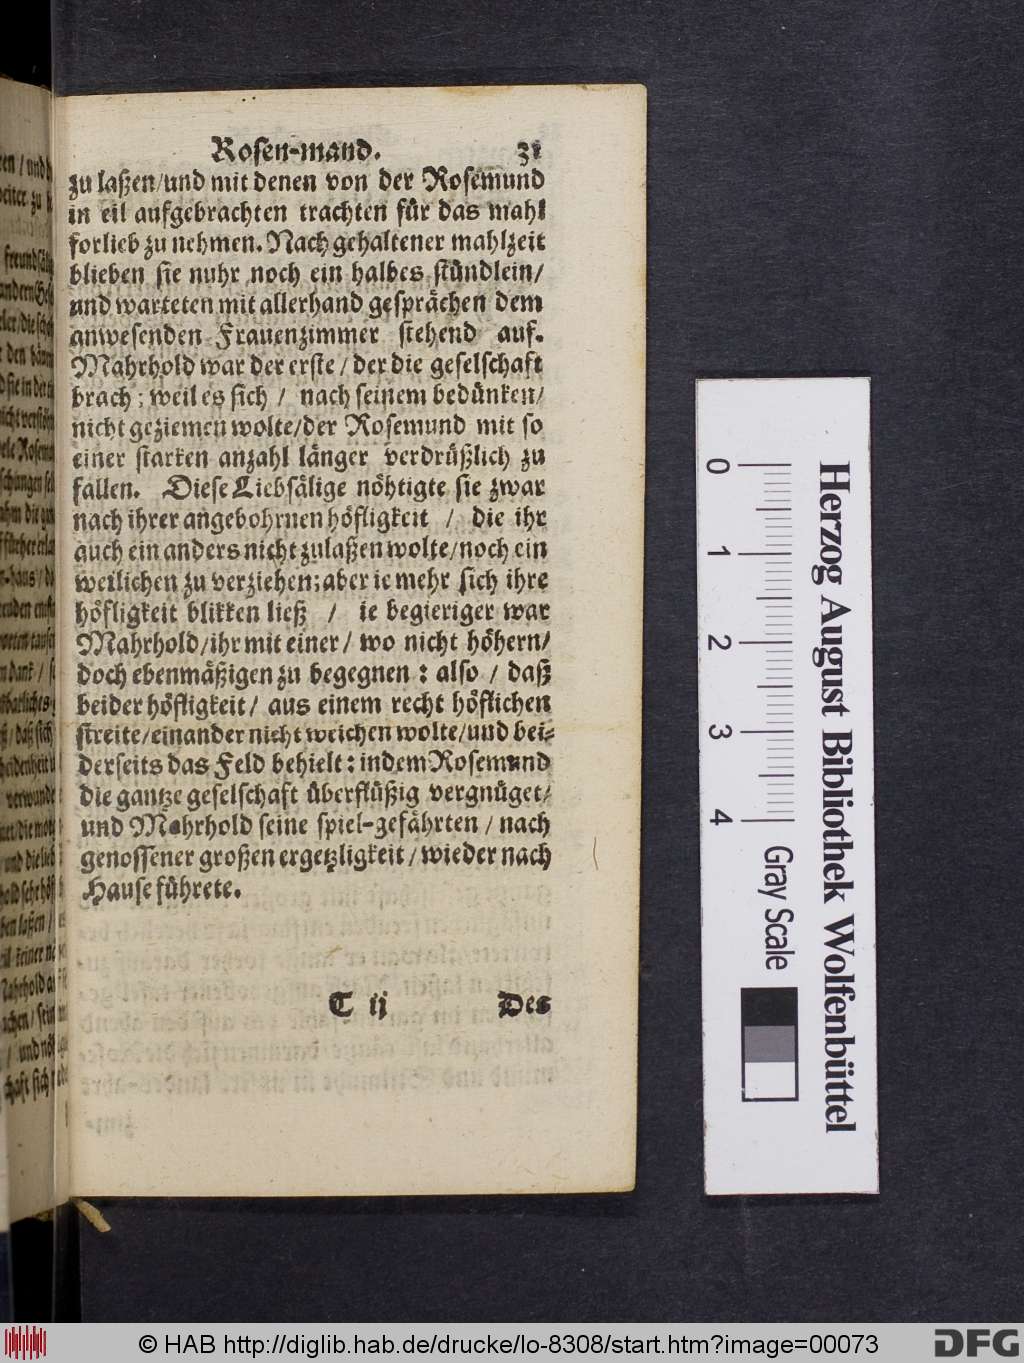 Rosen-mand. 31
zu laßen/und mit denen von der Rosemund
in eil aufgebrachten trachten für das mahl
forlieb zu nehmen. Nach gehaltener mahlzeit
blieben sie nuhr noch ein halbes stündlein/
und warteten mit allerhand gesprächen dem
anwesenden Frauenzimmer stehend auf.
Mahrhold war der erste/ der die geselschaft
brach; weil es sich/ nach seinem bedünken/
nicht geziemen wolte/der Rosemund mit so
einer starken anzahl länger verdrüßlich zu
fallen. Diese Liebsälige nöhtigte sie zwar
nach ihrer angebohrnen höfligkeit / die ihr
auch ein anders nicht zulaßen wolte/noch ein
weilichen zu verziehen; aber ie mehr sich ihre
höfligkeit blikken ließ / ie begieriger war
Mahrhold/ihr mit einer/ wo nicht höhern/
doch ebenmäßigen zu begegnen: also/ daß
beider höfligkeit/ aus einem recht höflichen
streite/einander nicht weichen wolte/und bei-
derseits das Feld behielt: indem Rosemund
die gantze geselschaft überflüßig vergnüget/
und Mahrhold seine spiel-gefährten/ nach
genossener großen ergetzligkeit/wieder nach
Hause führete.
C ij Des
0 1 2 3 4 Gray Scale
Herzog August Bibliothek Wolfenbüttel
© HAB http://diglib.hab.de/drucke/lo-8308/start.htm?image=00073 DFG